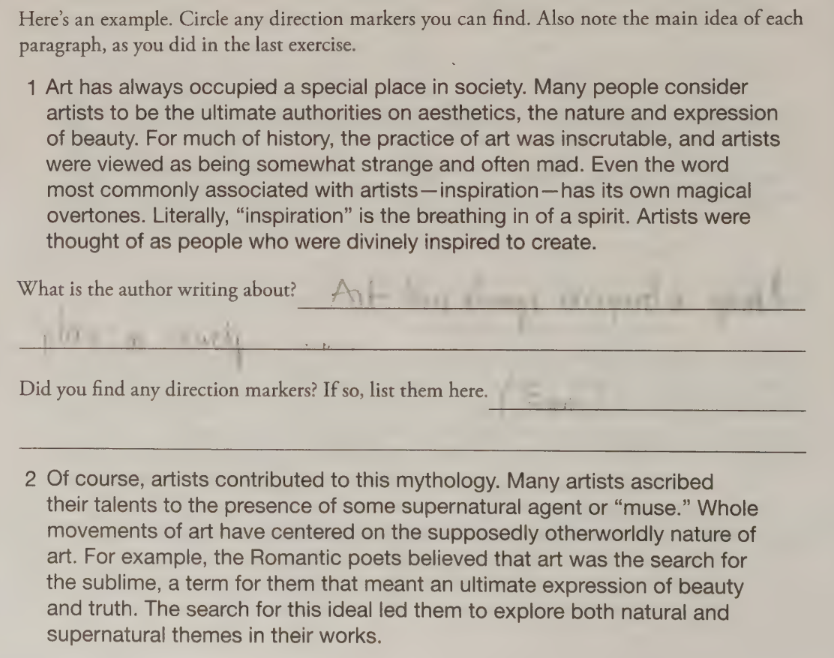 Here's an example. Circle any direction markers you can find. Also note the main idea of each
paragraph, as you did in the last exercise.
1 Art has always occupied a special place in society. Many people consider
artists to be the ultimate authorities on aesthetics, the nature and expression
of beauty. For much of history, the practice of art was inscrutable, and artists
were viewed as being somewhat strange and often mad. Even the word
most commonly associated with artists—inspiration—has its own magical
overtones. Literally, “inspiration” is the breathing in of a spirit. Artists were
thought of as people who were divinely inspired to create.
What is the author writing about? Art
Did you find any direction markers? If so, list them here.
2 Of course, artists contributed to this mythology. Many artists ascribed
their talents to the presence of some supernatural agent or “muse.” Whole
movements of art have centered on the supposedly otherworldly nature of
art. For example, the Romantic poets believed that art was the search for
the sublime, a term for them that meant an ultimate expression of beauty
and truth. The search for this ideal led them to explore both natural and
supernatural themes in their works.